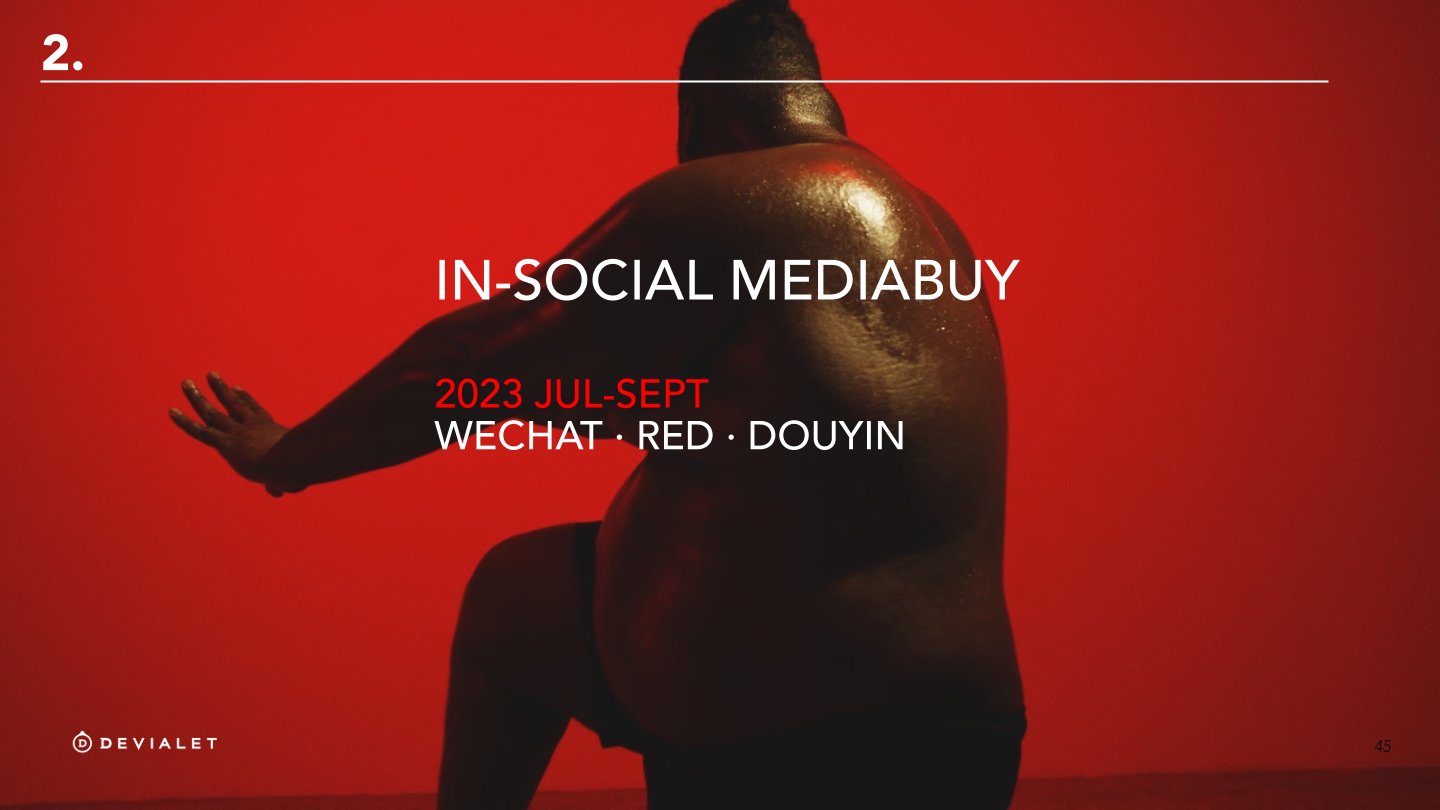 2.
IN-SOCIAL MEDIABUY
2023 JUL-SEPT
WECHAT · RED · DOUYIN
DEVIALET
45